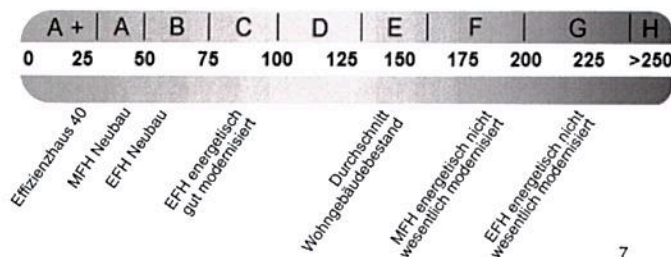 A+ A B C D E F G H
0 25 50 75 100 125 150 175 200 225 >250
Effizienzhaus 40
MFH Neubau
EFH Neubau
EFH energetisch
gut modernisiert
Durchschnitt
Wohngebäudebestand
MFH energetisch nicht
wesentlich modernisiert
EFH energetisch nicht
wesentlich modernisiert
7